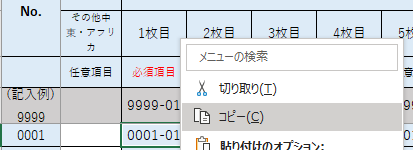 No.
その他中
東・アフリ
カ
1枚目
2枚目
3枚目
4枚目
任意項目
必須項目
メニューの検索
切り取り(T)
コピー(C)
貼り付けのオプション:
(記入例)
9999
9999-01
0001
0001-01